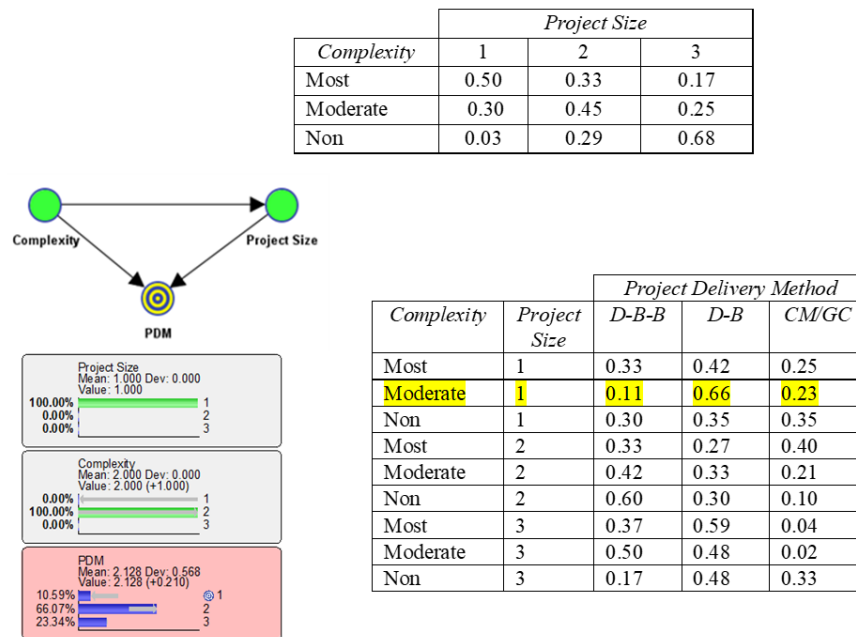 Project Size
Complexity 1 2 3
Most 0.50 0.33 0.17
Moderate 0.30 0.45 0.25
Non 0.03 0.29 0.68
Complexity Project Size
PDM
Project Size
Mean: 1.000 Dev: 0.000
Value: 1.000
100.00% 1
0.00% 2
0.00% 3
Complexity
Mean: 2.000 Dev: 0.000
Value: 2.000 (+1.000)
0.00% 1
100.00% 2
0.00% 3
PDM
Mean: 2.128 Dev: 0.568
Value: 2.128 (+0.210)
10.59% 1
66.07% 2
23.34% 3
Project Delivery Method
Complexity Project Size D-B-B D-B CM/GC
Most 1 0.33 0.42 0.25
Moderate 1 0.11 0.66 0.23
Non 1 0.30 0.35 0.35
Most 2 0.33 0.27 0.40
Moderate 2 0.42 0.33 0.21
Non 2 0.60 0.30 0.10
Most 3 0.37 0.59 0.04
Moderate 3 0.50 0.48 0.02
Non 3 0.17 0.48 0.33